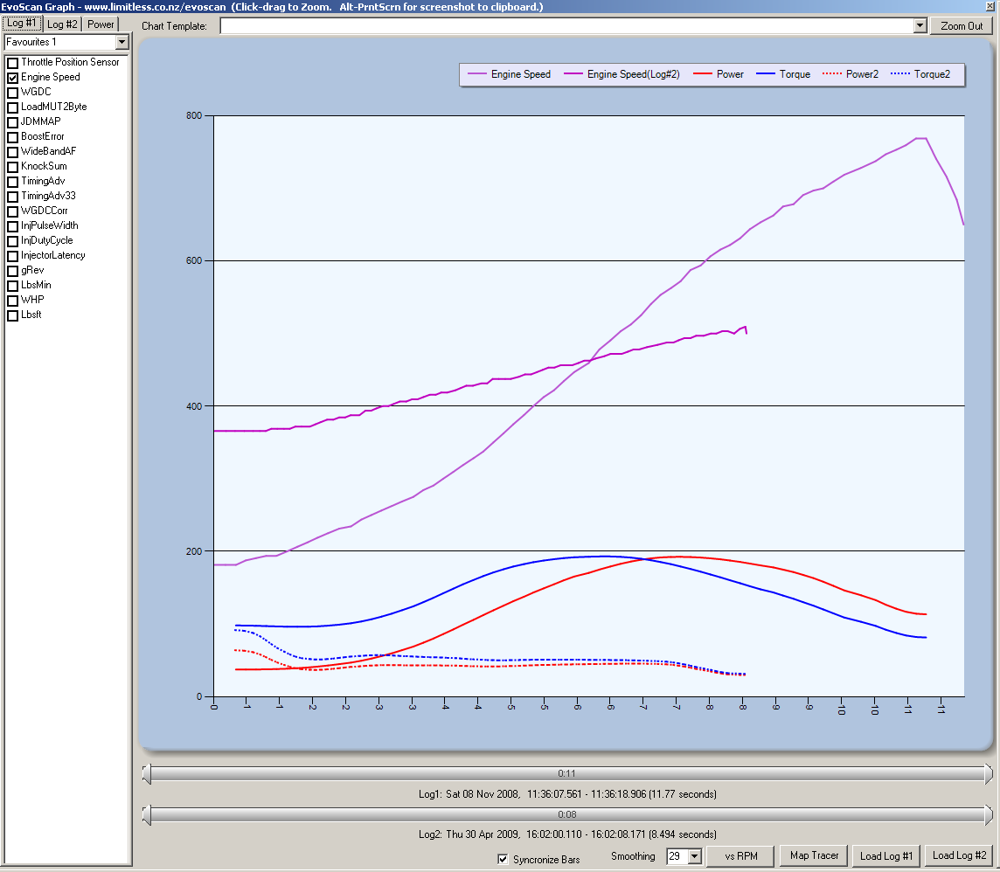 EvoScan Graph - www.limitless.co.nz/evoscan (Click-drag to Zoom. Alt-PrntScrn for screenshot to clipboard.)
Log #1 Log #2 Power
Chart Template:
Zoom Out
Favourites 1
Throttle Position Sensor
Engine Speed
WGDC
LoadMUT2Byte
JDMMAP
BoostError
WideBandAF
KnockSum
TimingAdv
TimingAdv33
WGDCCorr
InjPulseWidth
InjDutyCycle
InjectorLatency
gRev
LbsMin
WHP
Lbsft
Engine Speed Engine Speed(Log#2) Power Torque Power2 Torque2
800
600
400
200
0
0 1 1 2 2 3 3 4 4 5 5 6 6 7 7 8 8 9 9 10 10 11 11
0:11
Log1: Sat 08 Nov 2008, 11:36:07.561 - 11:36:18.906 (11.77 seconds)
0:08
Log2: Thu 30 Apr 2009, 16:02:00.110 - 16:02:08.171 (8.494 seconds)
Syncronize Bars Smoothing 29 vs RPM Map Tracer Load Log #1 Load Log #2